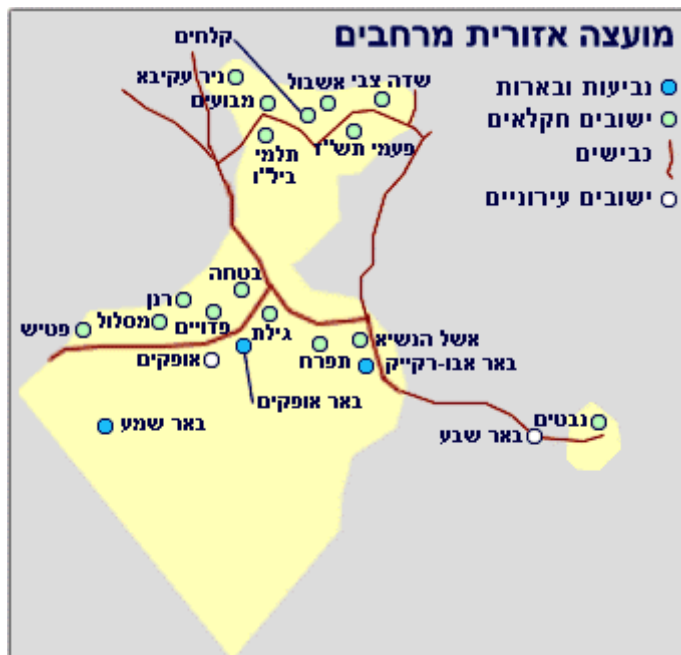 מועצה אזורית מרחבים
נביעות ובארות
ישובים חקלאים
כבישים
ישובים עירוניים
קלחים
ניר עקיבא
מבועים
אשבול
שדה צבי
תלמי
ביל"ו
פעמי תש"ז
בטחה
רנן
פטיש
מסלול
פדויים
גילת
אופקים
תפרח
אשל הנשיא
באר אבו-רקייק
באר אופקים
באר שמע
נבטים
באר שבע